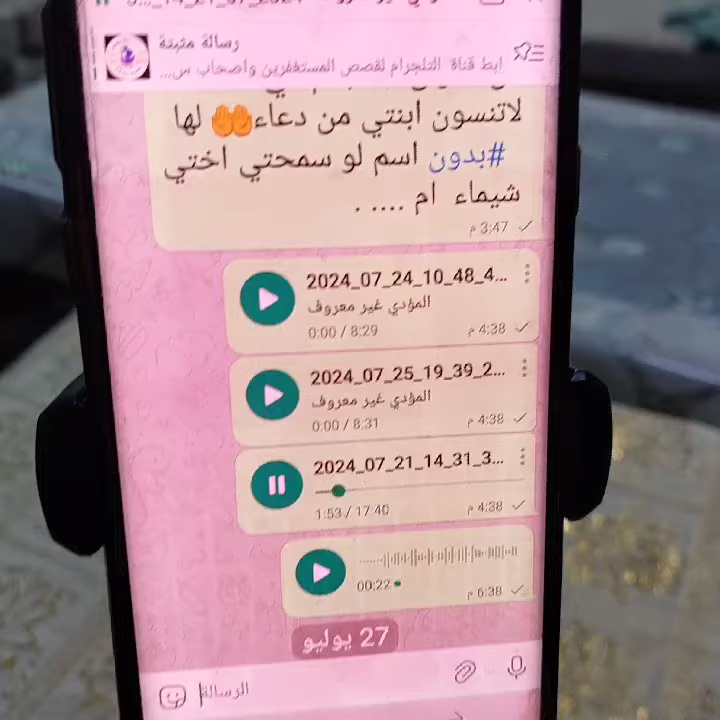 رسالة مثبتة
ابط قناة التلجرام لقصص المستغفرين واصحاب س...
لاتنسون ابنتي من دعاء🤲 لها
#بدون اسم لو سمحتي اختي
شيماء ام .... .
3:47 م
2024_07_24_10_48_4...
المؤدي غير معروف
0:00 / 8:29
4:38 م
2024_07_25_19_39_2...
المؤدي غير معروف
0:00 / 8:31
4:38 م
2024_07_21_14_31_3...
1:53 / 17:40
4:38 م
00:22
6:38 م
27 يوليو
الرسالة